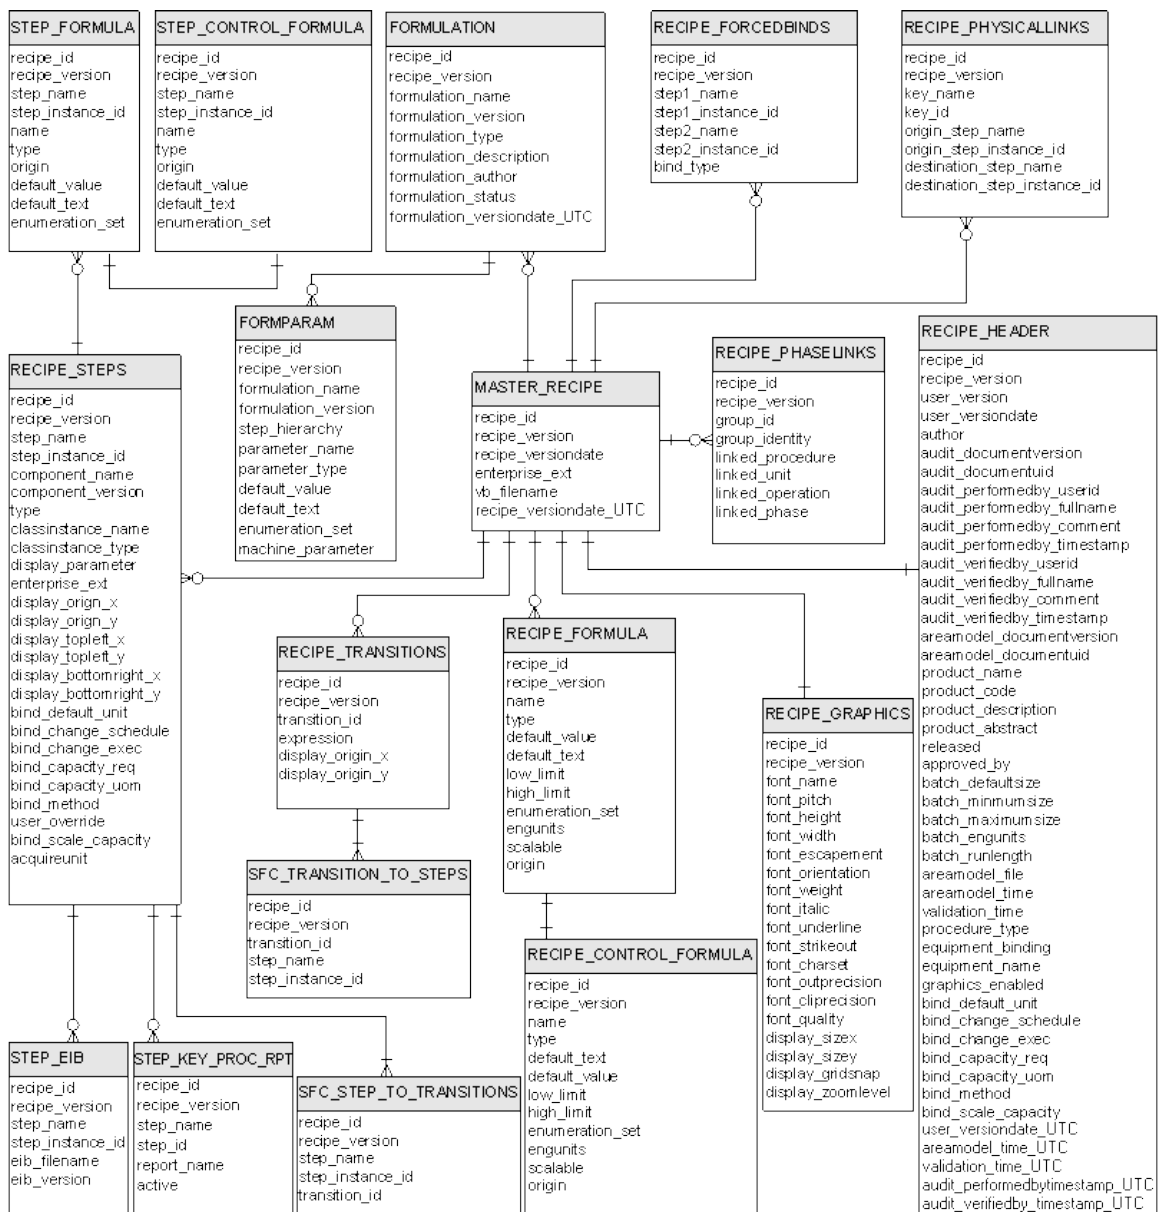 STEP_FORMULA
recipe_id
recipe_version
step_name
step_instance_id
name
type
origin
default_value
default_text
enumeration_set
STEP_CONTROL_FORMULA
recipe_id
recipe_version
step_name
step_instance_id
name
type
origin
default_value
default_text
enumeration_set
FORMULATION
recipe_id
recipe_version
formulation_name
formulation_version
formulation_type
formulation_description
formulation_author
formulation_status
formulation_versiondate_UTC
RECIPE_FORCEDBINDS
recipe_id
recipe_version
step1_name
step1_instance_id
step2_name
step2_instance_id
bind_type
RECIPE_PHYSICALLINKS
recipe_id
recipe_version
key_name
key_id
origin_step_name
origin_step_instance_id
destination_step_name
destination_step_instance_id
FORMPARAM
recipe_id
recipe_version
formulation_name
formulation_version
step_hierarchy
parameter_name
parameter_type
default_value
default_text
enumeration_set
machine_parameter
RECIPE_STEPS
recipe_id
recipe_version
step_name
step_instance_id
component_name
component_version
type
classinstance_name
classinstance_type
display_parameter
enterprise_ext
display_orign_x
display_orign_y
display_topleft_x
display_topleft_y
display_bottomright_x
display_bottomright_y
bind_default_unit
bind_change_schedule
bind_change_exec
bind_capacity_req
bind_capacity_uom
bind_method
user_override
bind_scale_capacity
acquireunit
MASTER_RECIPE
recipe_id
recipe_version
recipe_versiondate
enterprise_ext
vb_filename
recipe_versiondate_UTC
RECIPE_PHASELINKS
recipe_id
recipe_version
group_id
group_identity
linked_procedure
linked_unit
linked_operation
linked_phase
RECIPE_HEADER
recipe_id
recipe_version
user_version
user_versiondate
author
audit_documentversion
audit_documentuid
audit_performedby_userid
audit_performedby_fullname
audit_performedby_comment
audit_performedby_timestamp
audit_verifiedby_userid
audit_verifiedby_fullname
audit_verifiedby_comment
audit_verifiedby_timestamp
areamodel_documentversion
areamodel_documentuid
product_name
product_code
product_description
product_abstract
released
approved_by
batch_defaultsize
batch_minmumsize
batch_maximumsize
batch_engunits
batch_runlength
areamodel_file
areamodel_time
validation_time
procedure_type
equipment_binding
equipment_name
graphics_enabled
bind_default_unit
bind_change_schedule
bind_change_exec
bind_capacity_req
bind_capacity_uom
bind_method
bind_scale_capacity
user_versiondate_UTC
areamodel_time_UTC
validation_time_UTC
audit_performedbytimestamp_UTC
audit_verifiedby_timestamp_UTC
RECIPE_TRANSITIONS
recipe_id
recipe_version
transition_id
expression
display_origin_x
display_origin_y
RECIPE_FORMULA
recipe_id
recipe_version
name
type
default_value
default_text
low_limit
high_limit
enumeration_set
engunits
scalable
origin
RECIPE_GRAPHICS
recipe_id
recipe_version
font_name
font_pitch
font_height
font_width
font_escapement
font_orientation
font_weight
font_italic
font_underline
font_strikeout
font_charset
font_outprecision
font_cliprecision
font_quality
display_sizex
display_sizey
display_gridsnap
display_zoomlevel
SFC_TRANSITION_TO_STEPS
recipe_id
recipe_version
transition_id
step_name
step_instance_id
RECIPE_CONTROL_FORMULA
recipe_id
recipe_version
name
type
default_text
default_value
low_limit
high_limit
enumeration_set
engunits
scalable
origin
STEP_EIB
recipe_id
recipe_version
step_name
step_instance_id
eib_filename
eib_version
STEP_KEY_PROC_RPT
recipe_id
recipe_version
step_name
step_id
report_name
active
SFC_STEP_TO_TRANSITIONS
recipe_id
recipe_version
step_name
step_instance_id
transition_id